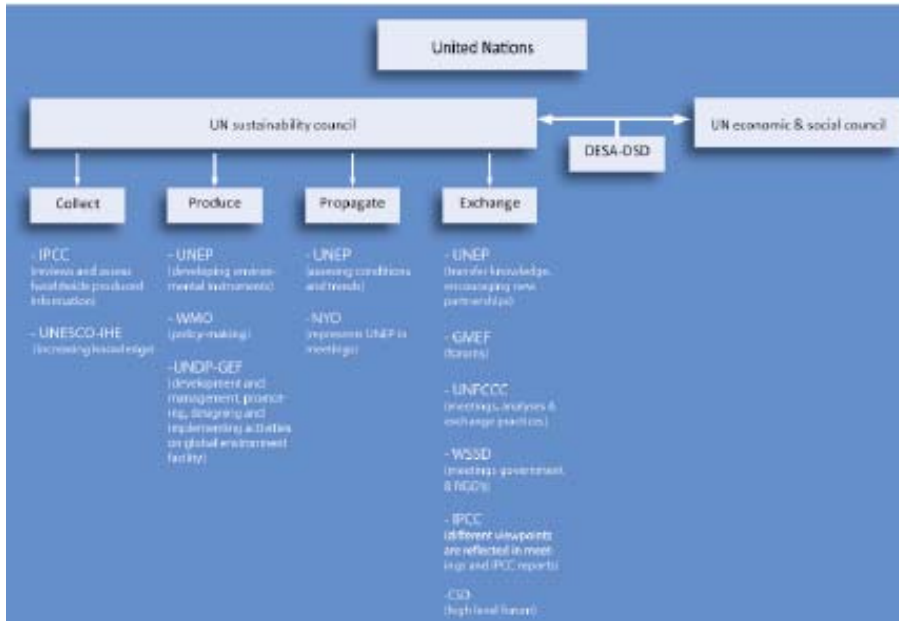 United Nations
UN sustainability council
UN economic & social council
DESA-DSD
Collect
Produce
Propagate
Exchange
- IPCC
(reviews and assess
worldwide produced
information)
- UNESCO-IHE
(increasing knowledge)
- UNEP
(developing environ-
mental instruments)
- WMO
(policy-making)
-UNDP-GEF
(development and
management, 
ring, designing and
implementing activities
on global environment
facility)
- UNEP
(assessing conditions
and trends)
- NYO
(represents UNEP in
meetings)
- UNEP
(transfer knowledge,
encouraging new
partnerships)
- GMEF
(forums)
- UNFCCC
(meetings, analyses &
exchange practices)
- WSSD
(meetings government
& NGO's)
- IPCC
(different viewpoints
are reflected in meet-
ings and IPCC reports)
-CSD
(high level forum)